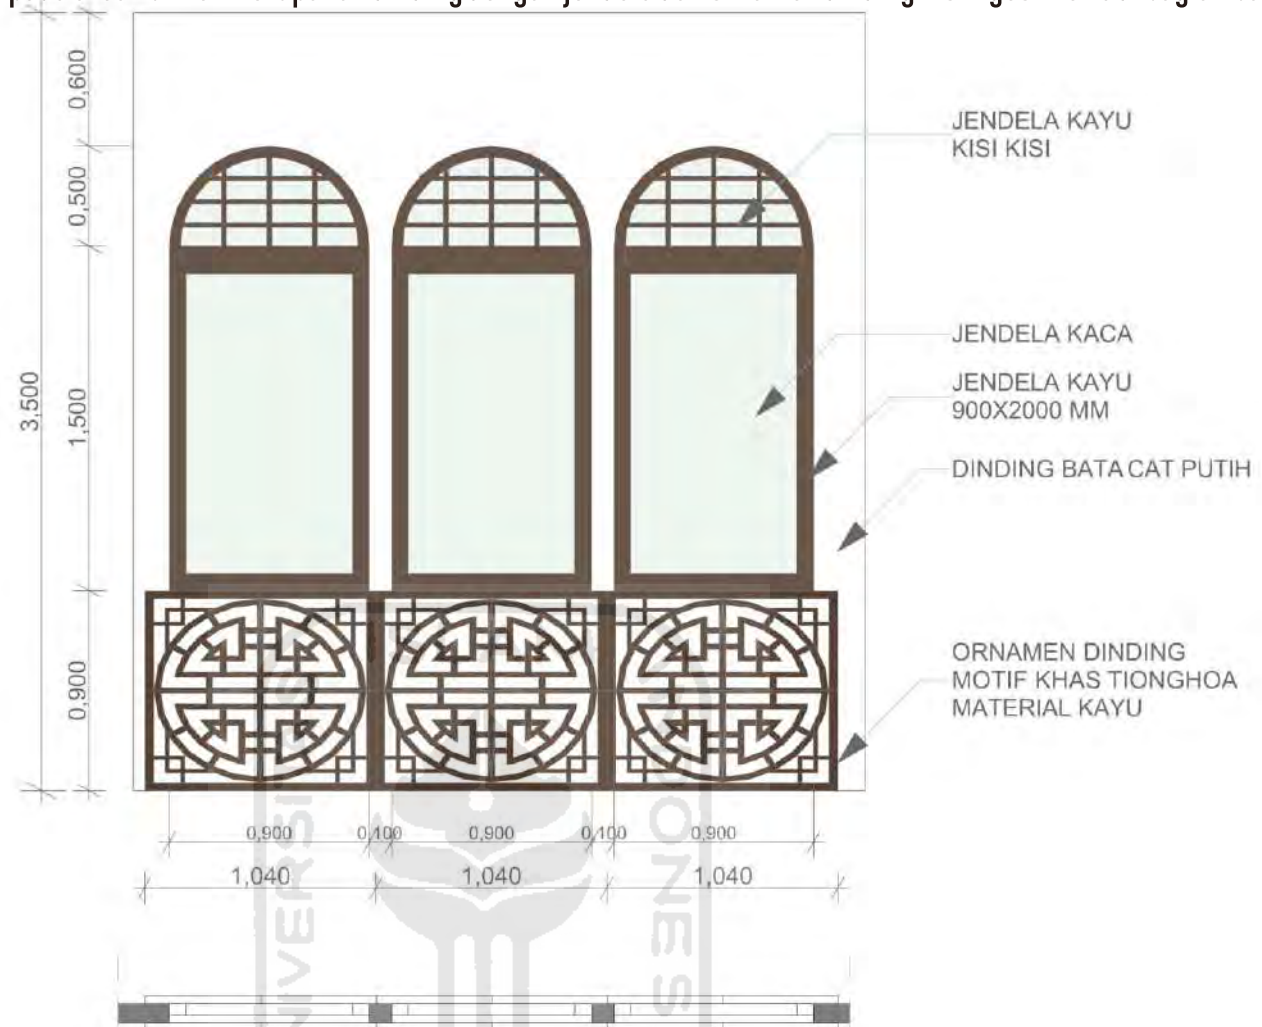 0,600
JENDELA KAYU
KISI KISI
0,500
3,500
1,500
JENDELA KACA
JENDELA KAYU
900X2000 MM
DINDING BATA CAT PUTIH
0,900
ORNAMEN DINDING
MOTIF KHAS TIONGHOA
MATERIAL KAYU
0,900 0,100 0,900 0,100 0,900
1,040 1,040 1,040